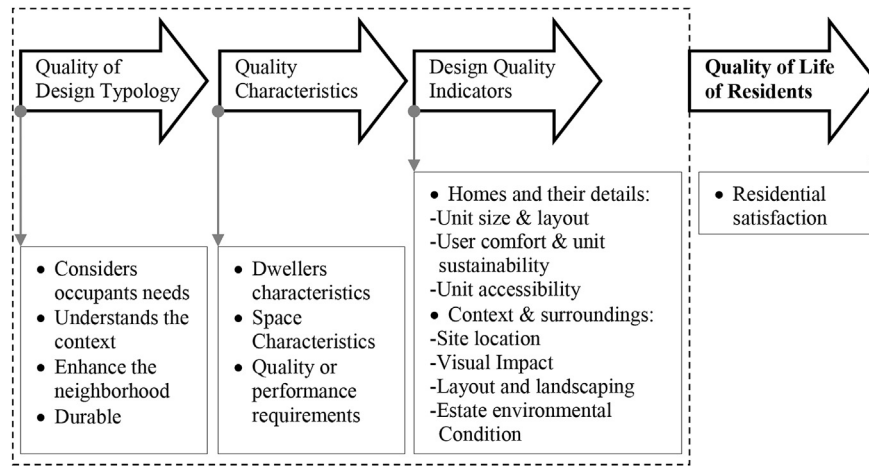 Quality of
Design Typology
Quality
Characteristics
Design Quality
Indicators
Quality of Life
of Residents
• Considers
occupants needs
• Understands the
context
• Enhance the
neighborhood
• Durable
• Dwellers
characteristics
• Space
Characteristics
• Quality or
performance
requirements
• Homes and their details:
-Unit size & layout
-User comfort & unit
sustainability
-Unit accessibility
• Context & surroundings:
-Site location
-Visual Impact
-Layout and landscaping
-Estate environmental
Condition
• Residential
satisfaction